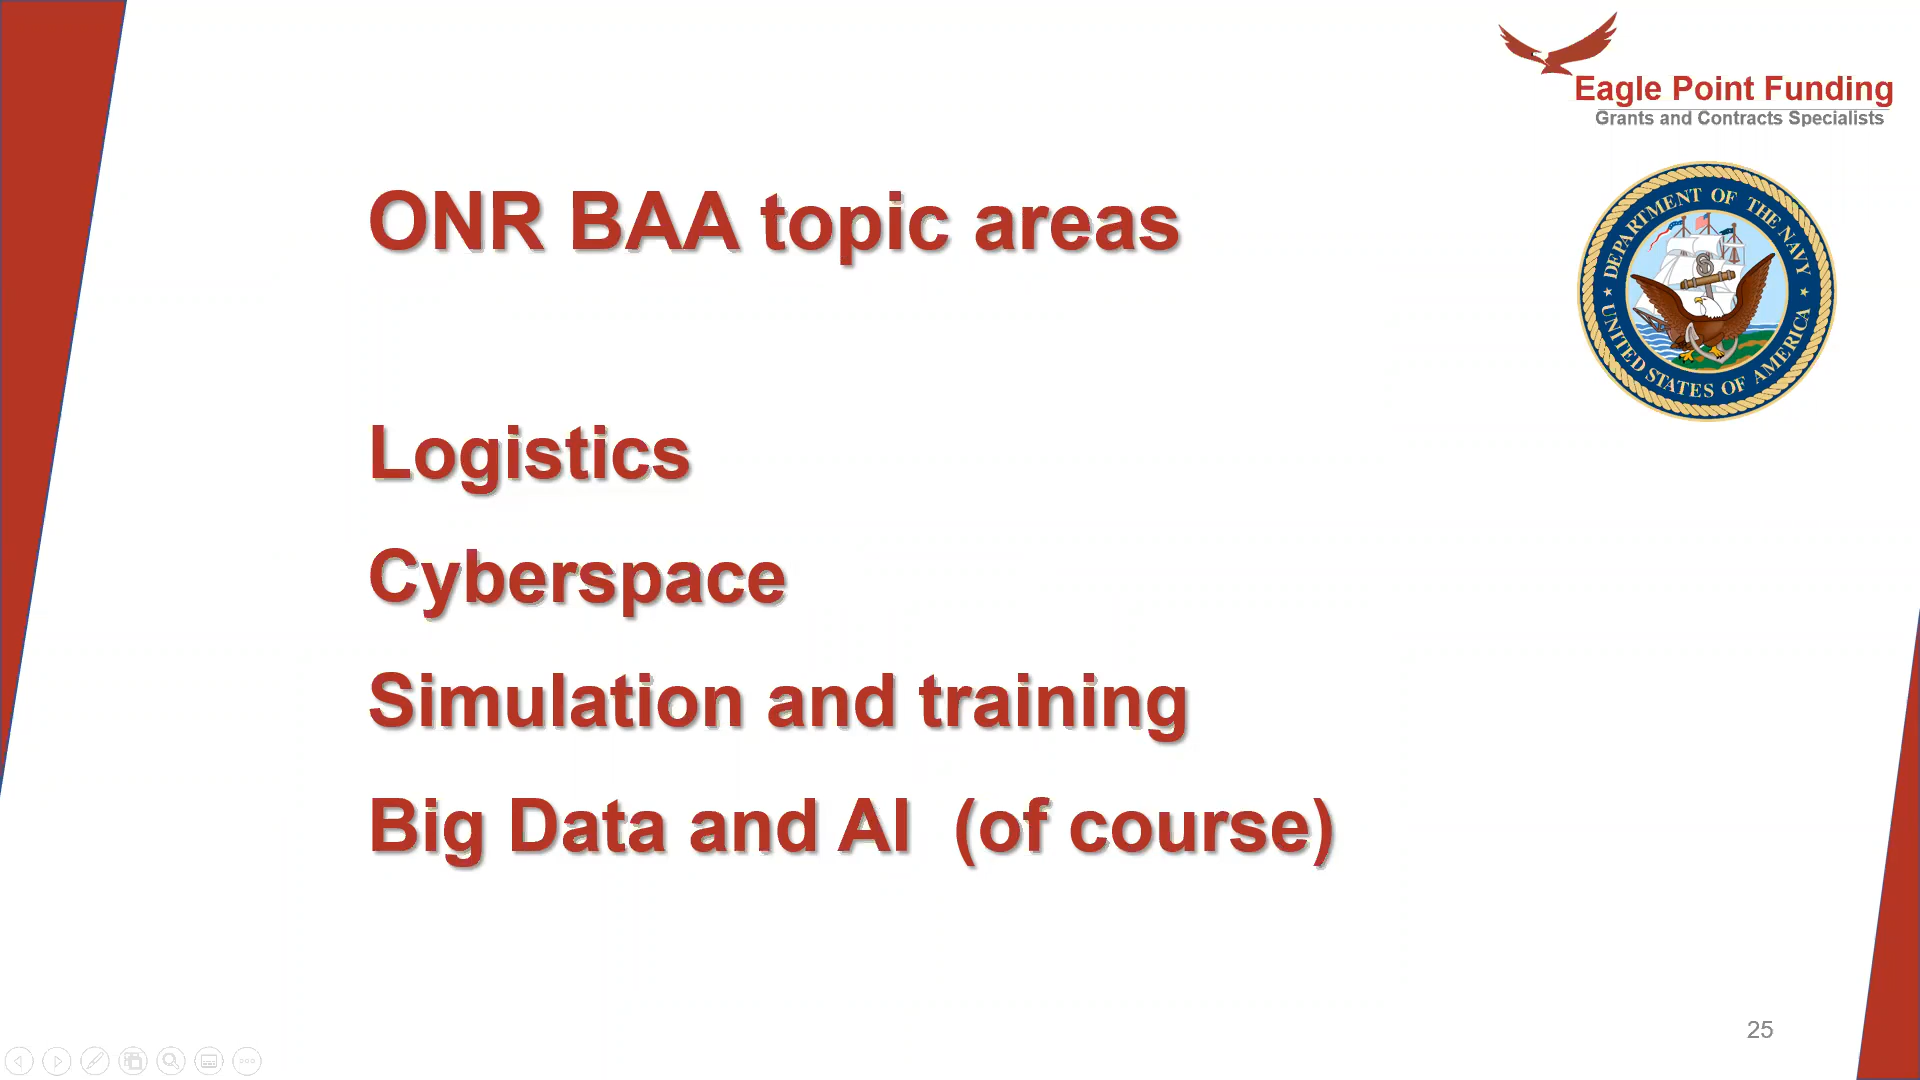 Eagle Point Funding
Grants and Contracts Specialists
DEPARTMENT OF THE NAVY
UNITED STATES OF AMERICA
ONR BAA topic areas
Logistics
Cyberspace
Simulation and training
Big Data and AI (of course)
25